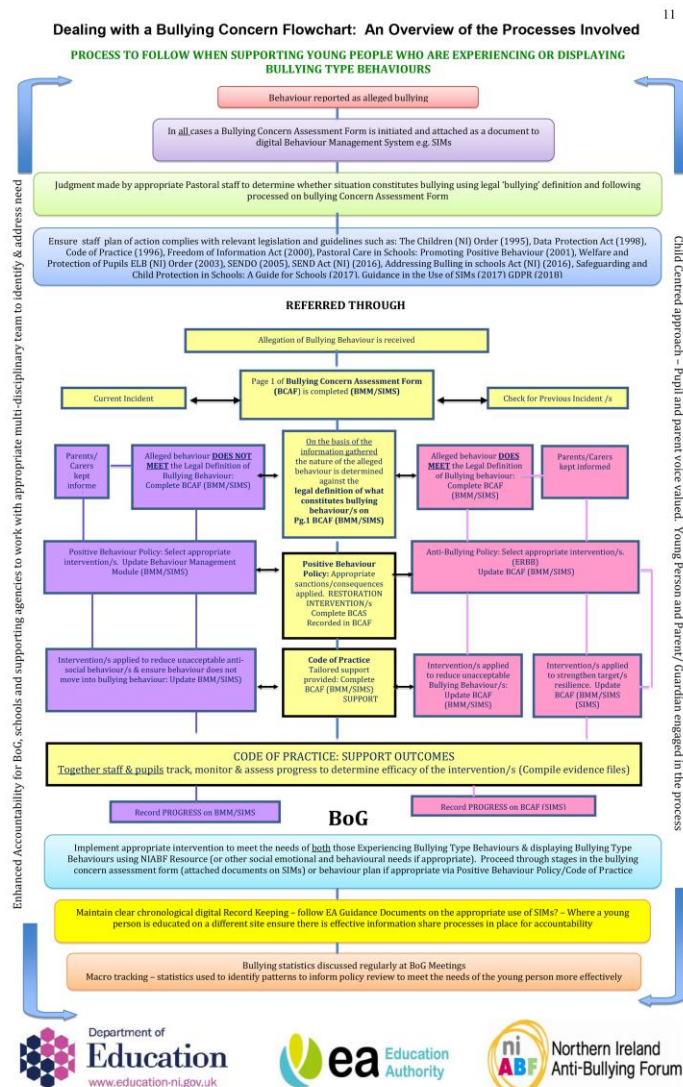 11
Dealing with a Bullying Concern Flowchart: An Overview of the Processes Involved
PROCESS TO FOLLOW WHEN SUPPORTING YOUNG PEOPLE WHO ARE EXPERIENCING OR DISPLAYING
BULLYING TYPE BEHAVIOURS
Behaviour reported as alleged bullying
In all cases a Bullying Concern Assessment Form is initiated and attached as a document to
digital Behaviour Management System e.g. SIMs
Judgment made by appropriate Pastoral staff to determine whether situation constitutes bullying using legal 'bullying' definition and following
processed on bullying Concern Assessment Form
Ensure staff plan of action complies with relevant legislation and guidelines such as: The Children (NI) Order (1995), Data Protection Act (1998),
Code of Practice (1996), Freedom of Information Act (2000), Pastoral Care in Schools: Promoting Positive Behaviour (2001), Welfare and
Protection of Pupils ELB (NI) Order (2003), SENDO (2005), SEND Act (NI) (2016), Addressing Bulling in schools Act (NI) (2016), Safeguarding and
Child Protection in Schools: A Guide for Schools (2017), Guidance in the Use of SIMs (2017) GDPR (2018)
REFERRED THROUGH
Allegation of Bullying Behaviour is received
Current Incident
Page 1 of Bullying Concern Assessment Form
(BCAF) is completed (BMM/SIMS)
Check for Previous Incident /s
Parents/
Carers
kept
informe
Alleged behaviour DOES NOT
MEET the Legal Definition of
Bullying Behaviour:
Complete BCAF
(BMM/SIMS)
On the basis of the
information gathered
the nature of the alleged
behaviour is determined
against the
legal definition of what
constitutes bullying
behaviour/s on
Pg.1 BCAF (BMM/SIMS)
Alleged behaviour DOES
MEET the Legal Definition
of Bullying behaviour:
Complete BCAF
(BMM/SIMS)
Parents/Carers
kept informed
Positive Behaviour Policy: Select appropriate
intervention/s. Update Behaviour Management
Module (BMM/SIMS)
Positive Behaviour
Policy: Appropriate
sanctions/consequences
applied. RESTORATION
INTERVENTION/s
Complete BCAS
Recorded in BCAF
Anti-Bullying Policy: Select appropriate intervention/s.
(ERBB)
Update BCAF (BMM/SIMS)
Intervention/s applied to reduce unacceptable anti-
social behaviour/s & ensure behaviour does not
move into bullying behaviour: Update BMM/SIMS)
Code of Practice
Tailored support
provided: Complete
BCAF (BMM/SIMS)
SUPPORT
Intervention/s applied
to reduce unacceptable
Bullying Behaviour/s:
Update BCAF
(BMM/SIMS)
Intervention/s applied
to strengthen target/s
resilience. Update
BCAF (BMM/SIMS
(SIMS)
CODE OF PRACTICE: SUPPORT OUTCOMES
Together staff & pupils track, monitor & assess progress to determine efficacy of the intervention/s (Compile evidence files)
Record PROGRESS on BMM/SIMS
BoG
Record PROGRESS on BCAF (SIMS)
Implement appropriate intervention to meet the needs of both those Experiencing Bullying Type Behaviours & displaying Bullying Type
Behaviours using NIABF Resource (or other social emotional and behavioural needs if appropriate). Proceed through stages in the bullying
concern assessment form (attached documents on SIMs) or behaviour plan if appropriate via Positive Behaviour Policy/Code of Practice
Maintain clear chronological digital Record Keeping – follow EA Guidance Documents on the appropriate use of SIMs? – Where a young
person is educated on a different site ensure there is effective information share processes in place for accountability
Bullying statistics discussed regularly at BoG Meetings
Macro tracking – statistics used to identify patterns to inform policy review to meet the needs of the young person more effectively
Enhanced Accountability for BoG, schools and supporting agencies to work with appropriate multi-disciplinary team to identify & address need
Child Centred approach – Pupil and parent voice valued. Young Person and Parent/ Guardian engaged in the process
Department of
Education
www.education-ni.gov.uk
ea Education
Authority
ni
ABF
Northern Ireland
Anti-Bullying Forum